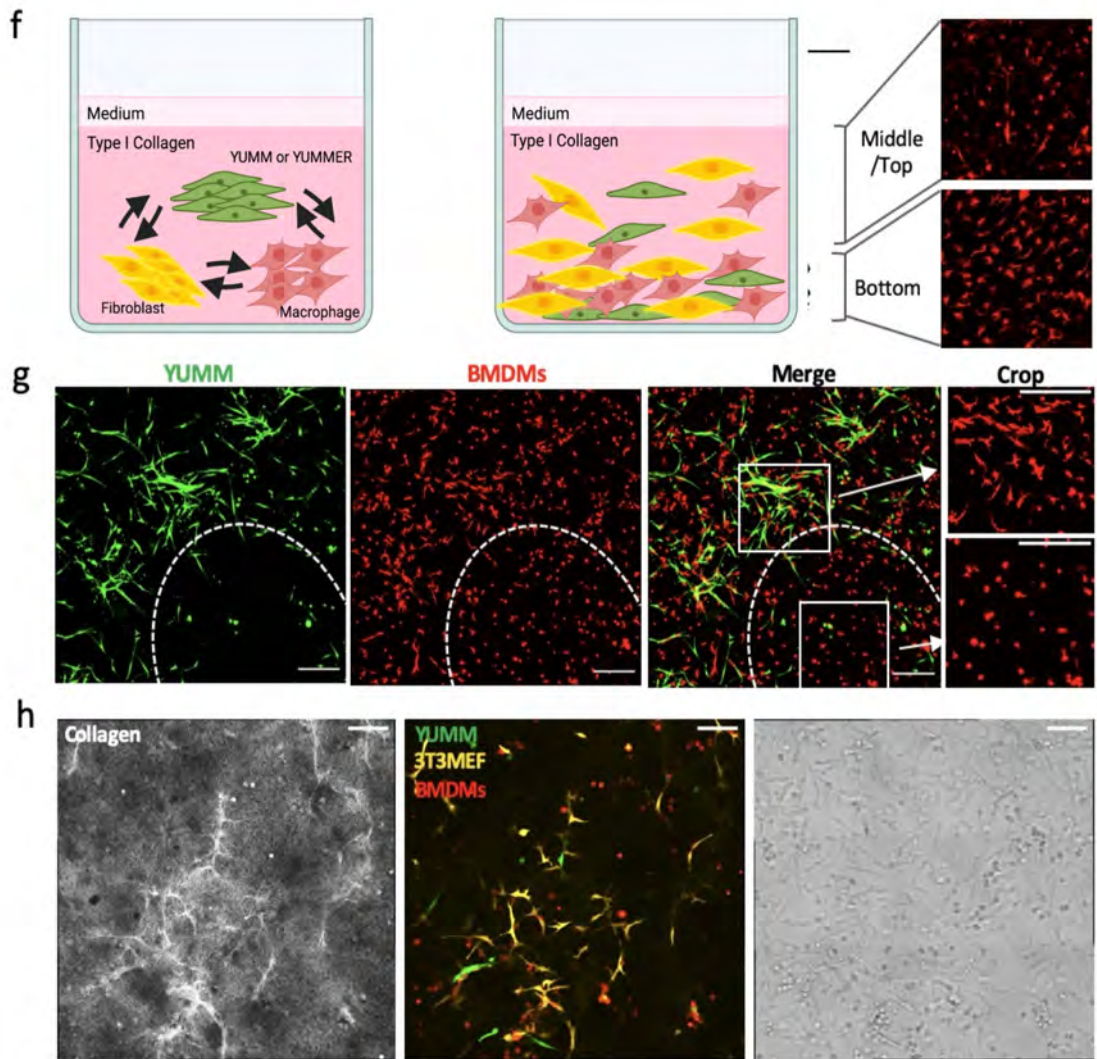 f
Medium
Type I Collagen
YUMM or YUMMER
Fibroblast
Macrophage
Medium
Type I Collagen
Middle
/Top
Bottom
g
YUMM
BMDMs
Merge
Crop
h
Collagen
YUMM
3T3MEF
BMDMs